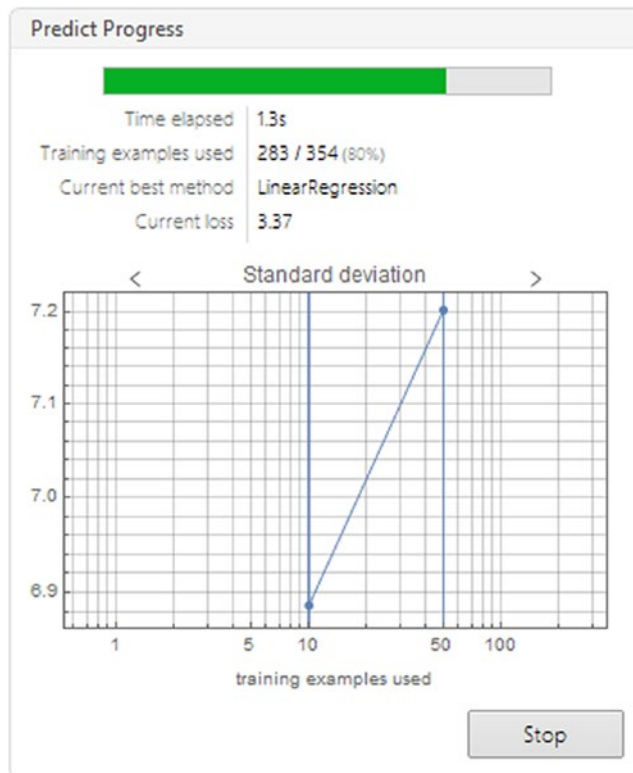 Predict Progress
Time elapsed 1.3s
Training examples used 283 / 354 (80%)
Current best method LinearRegression
Current loss 3.37
< Standard deviation >
7.2
7.1
7.0
6.9
1 5 10 50 100
training examples used
Stop